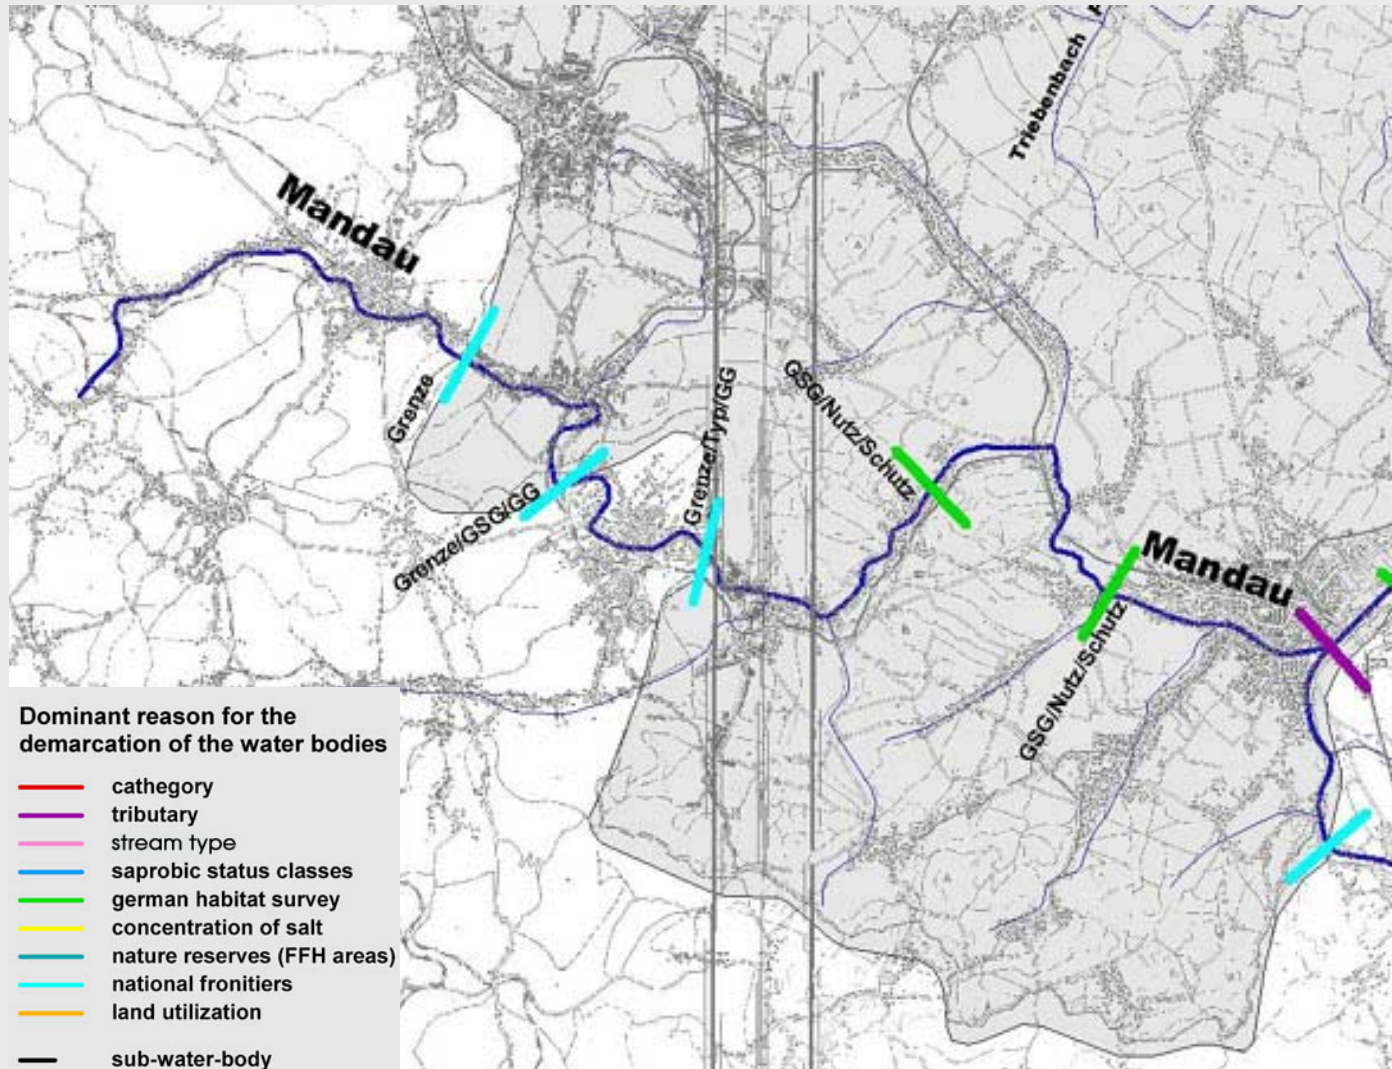 Triebenbach
Mandau
Grenze
Grenze/GSG/GG
Grenze/Typ/GG
GSG/Nutz/Schutz
Mandau
GSG/Nutz/Schutz
Dominant reason for the
demarcation of the water bodies
cathegory
tributary
stream type
saprobic status classes
german habitat survey
concentration of salt
nature reserves (FFH areas)
national fronitiers
land utilization
sub-water-body